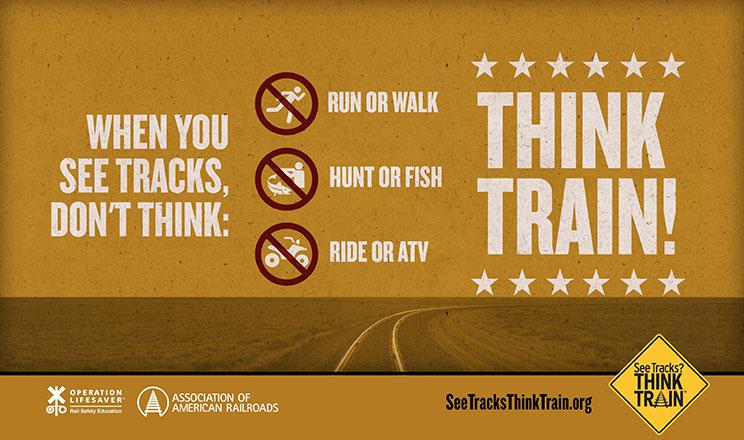 WHEN YOU
SEE TRACKS,
DON'T THINK:
RUN OR WALK
HUNT OR FISH
RIDE OR ATV
THINK
TRAIN!
OPERATION
LIFESAVER
Rail Safety Education
ASSOCIATION OF
AMERICAN RAILROADS
SeeTracksThinkTrain.org
See Tracks?
THINK
TRAIN™